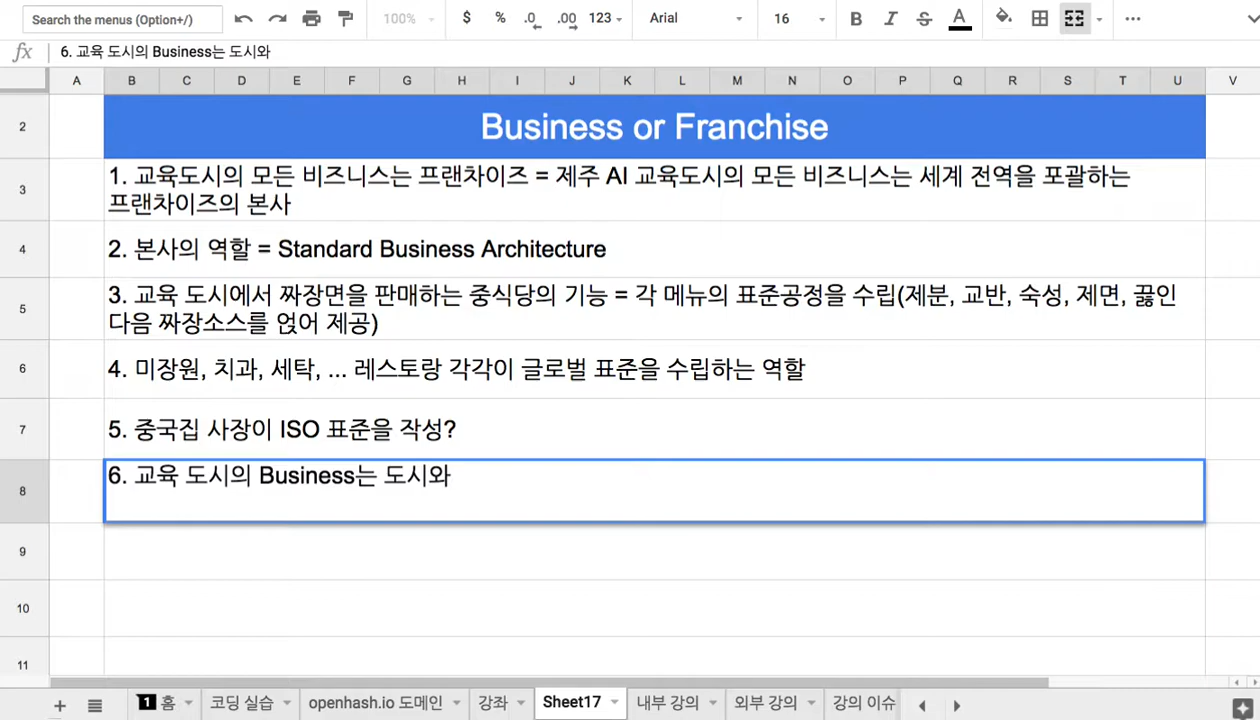 Search the menus (Option+/)
100%
$ % .0 .00 123
Arial
16
B I S A
fx 6. 교육 도시의 Business는 도시와
A B C D E F G H I J K L M N O P Q R S T U V
2 Business or Franchise
3 1. 교육도시의 모든 비즈니스는 프랜차이즈 = 제주 AI 교육도시의 모든 비즈니스는 세계 전역을 포괄하는
프랜차이즈의 본사
4 2. 본사의 역할 = Standard Business Architecture
5 3. 교육 도시에서 짜장면을 판매하는 중식당의 기능 = 각 메뉴의 표준공정을 수립(제분, 교반, 숙성, 제면, 끓인
다음 짜장소스를 얹어 제공)
6 4. 미장원, 치과, 세탁, ... 레스토랑 각각이 글로벌 표준을 수립하는 역할
7 5. 중국집 사장이 ISO 표준을 작성?
8 6. 교육 도시의 Business는 도시와
9
10
11
1 홈 코딩 실습 openhash.io 도메인 강좌 Sheet17 내부 강의 외부 강의 강의 이슈